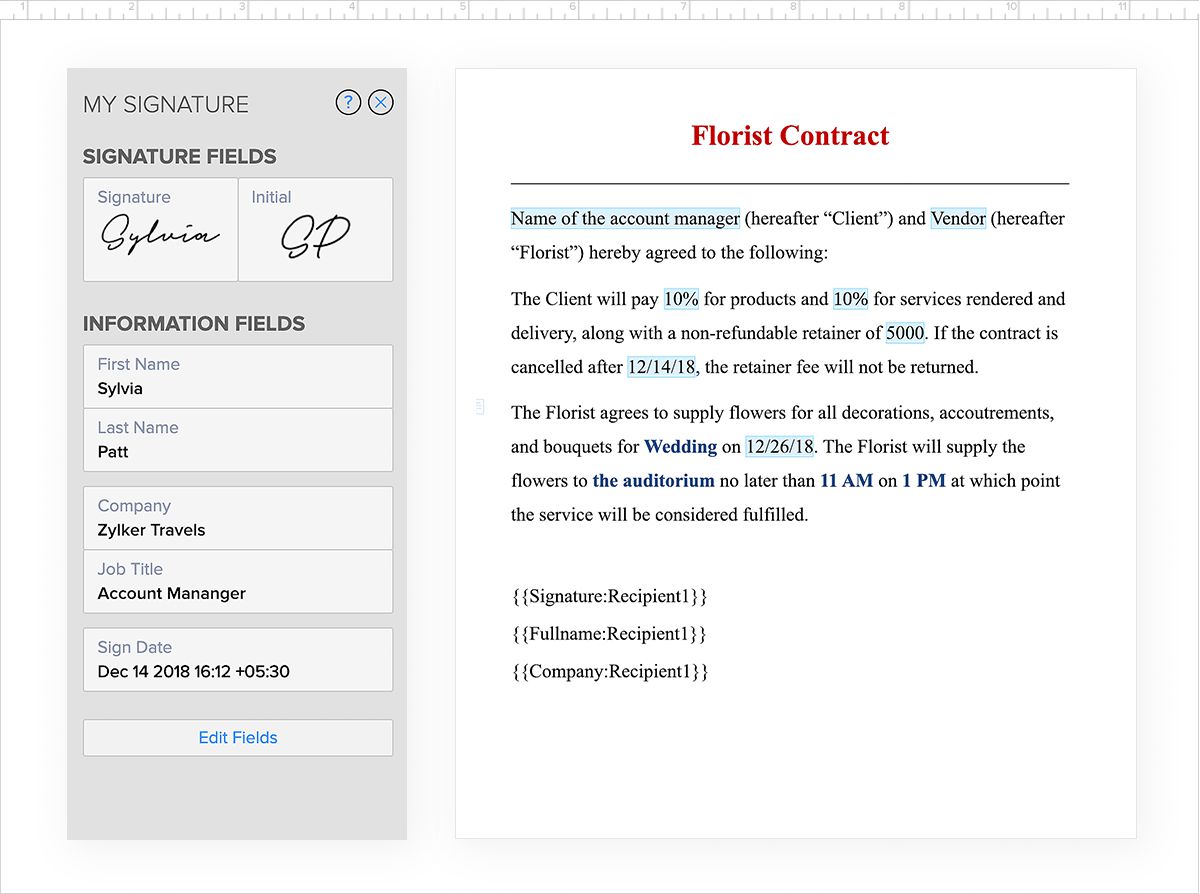 1 2 3 4 5 6 7 8 8 10 11
MY SIGNATURE
? 
SIGNATURE FIELDS
Signature
Initial
Sylvia
SP
INFORMATION FIELDS
First Name
Sylvia
Last Name
Patt
Company
Zylker Travels
Job Title
Account Mananger
Sign Date
Dec 14 2018 16:12 +05:30
Edit Fields
Florist Contract
Name of the account manager (hereafter “Client”) and Vendor (hereafter
“Florist”) hereby agreed to the following:
The Client will pay 10% for products and 10% for services rendered and
delivery, along with a non-refundable retainer of 5000. If the contract is
cancelled after 12/14/18, the retainer fee will not be returned.
The Florist agrees to supply flowers for all decorations, accoutrements,
and bouquets for Wedding on 12/26/18. The Florist will supply the
flowers to the auditorium no later than 11 AM on 1 PM at which point
the service will be considered fulfilled.
{{Signature:Recipient1}}
{{Fullname:Recipient1}}
{{Company:Recipient1}}